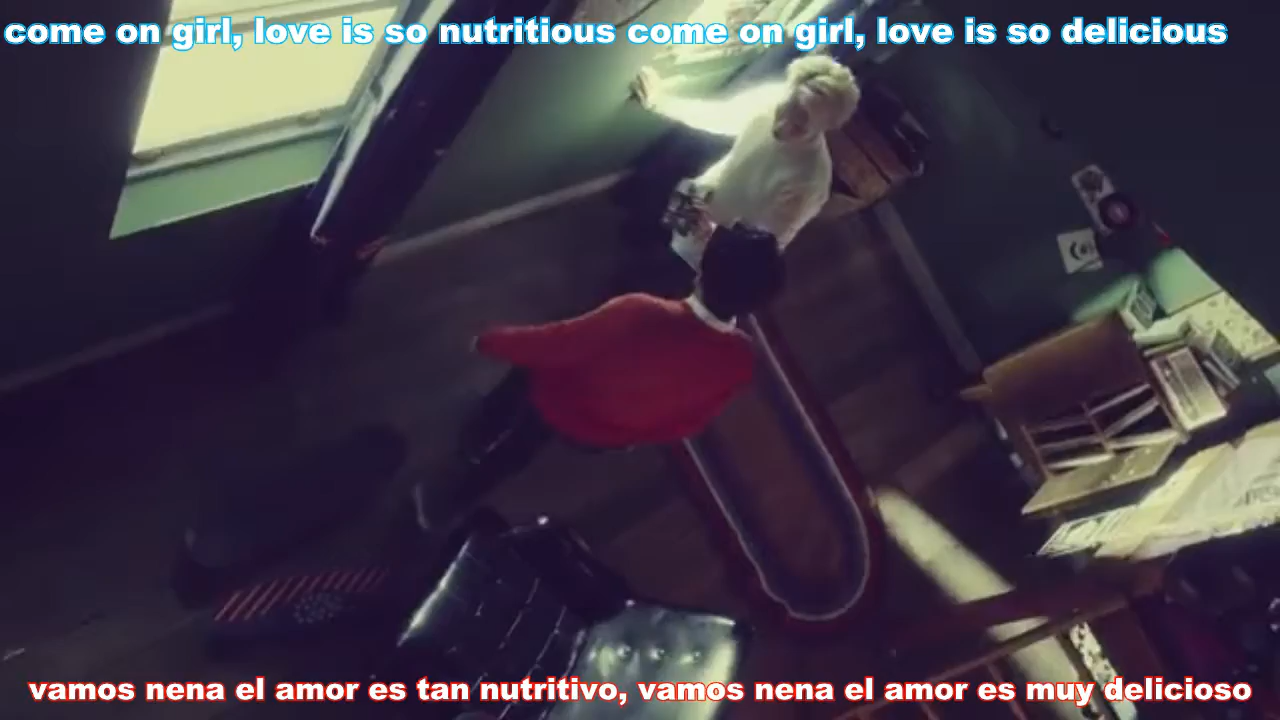 come on girl, love is so nutritious come on girl, love is so delicious
vamos nena el amor es tan nutritivo, vamos nena el amor es muy delicioso